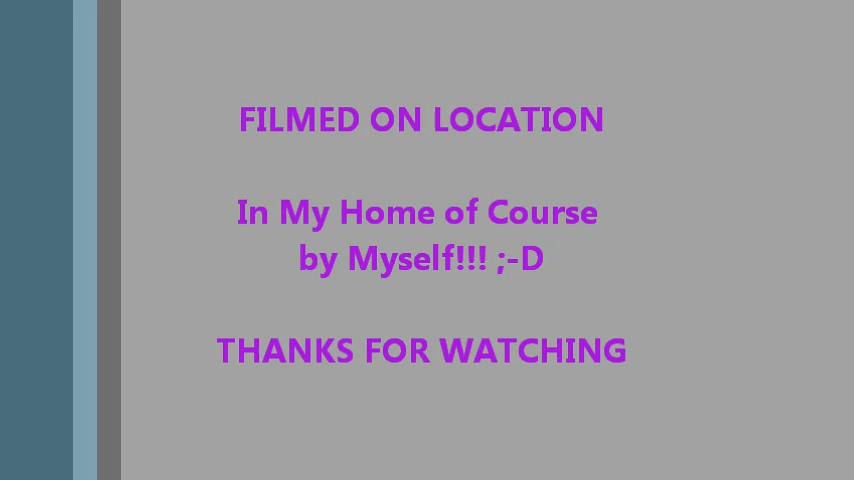 FILMED ON LOCATION
In My Home of Course
by Myself!!! ;-D
THANKS FOR WATCHING